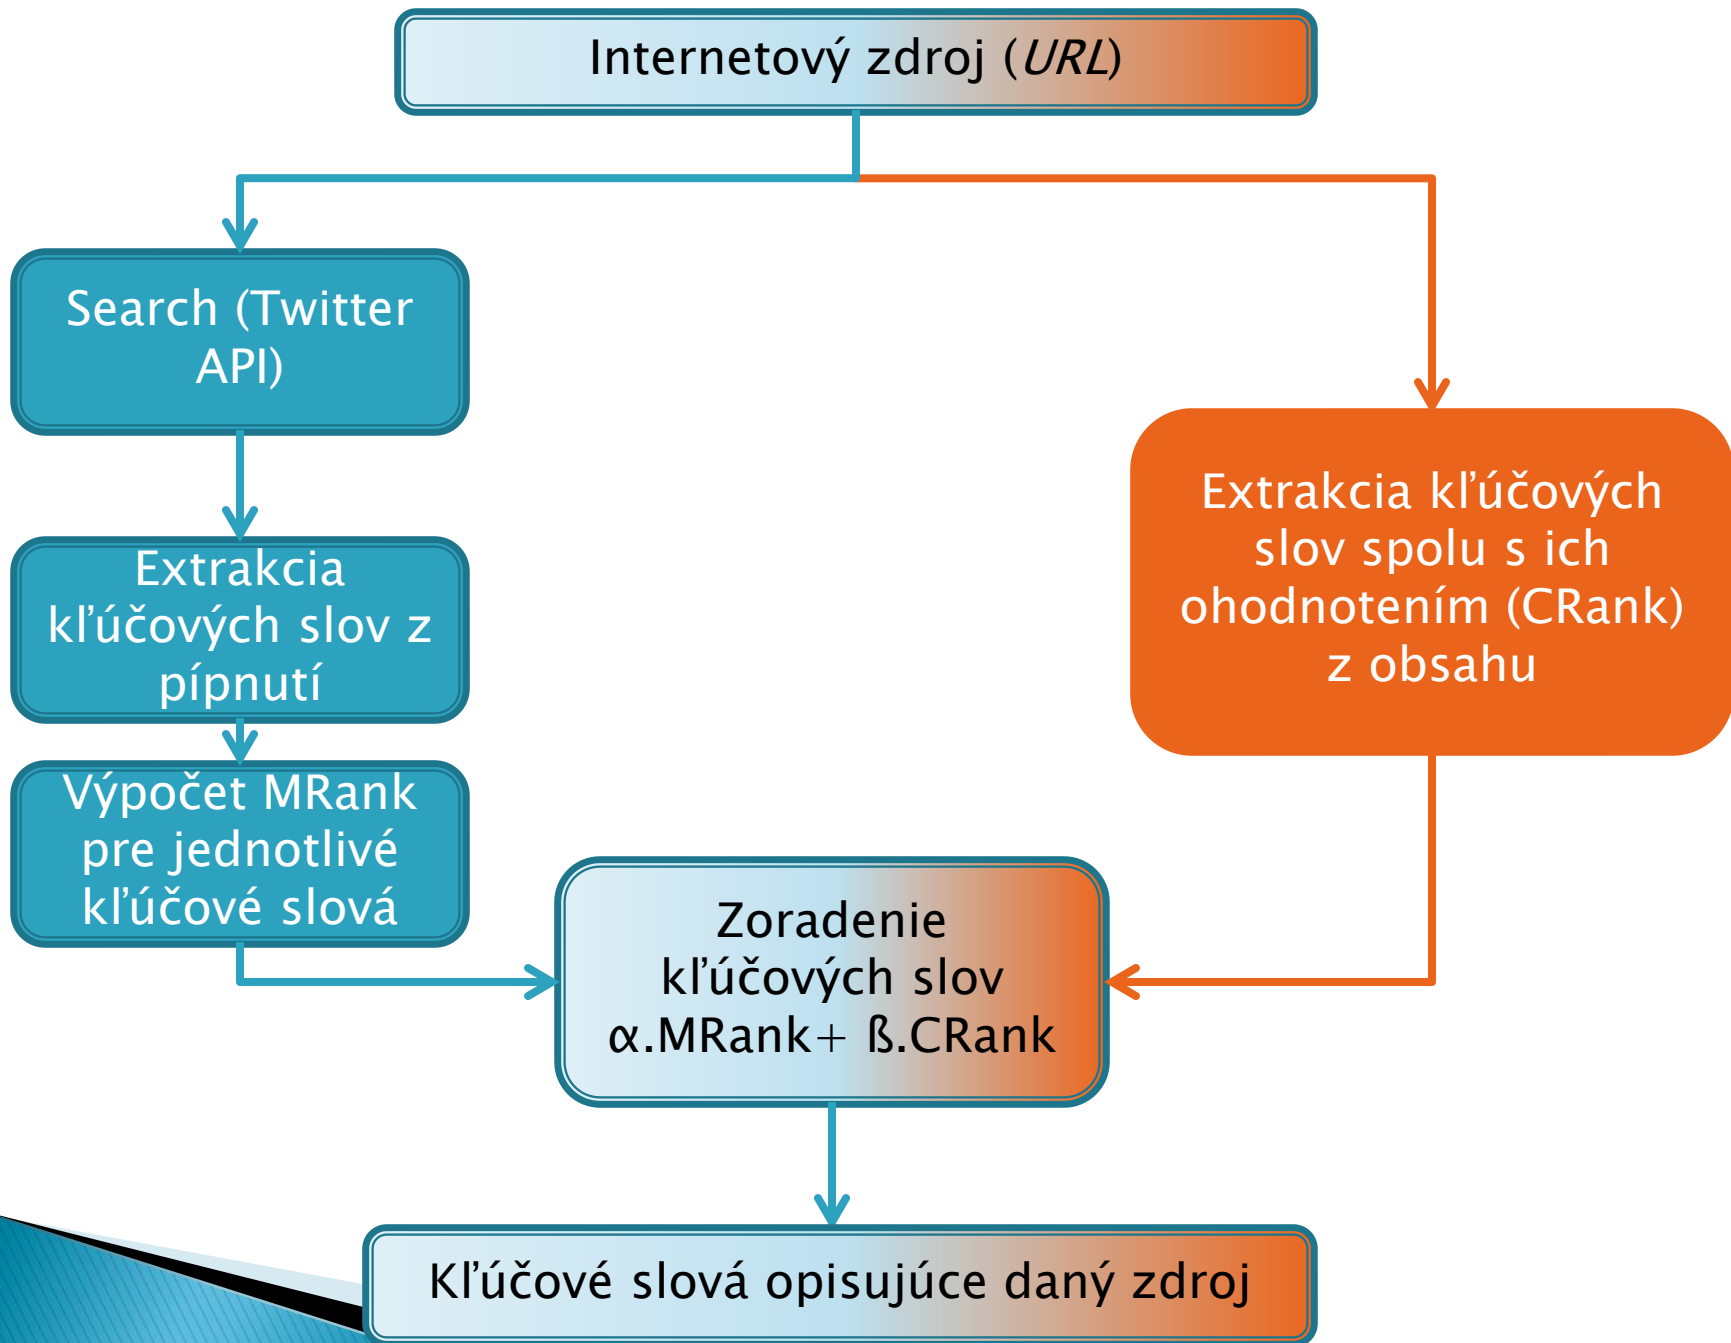 Internetový zdroj (URL)
Search (Twitter
API)
Extrakcia
kľúčových slov z
pípnutí
Výpočet MRank
pre jednotlivé
kľúčové slová
Extrakcia kľúčových
slov spolu s ich
ohodnotením (CRank)
z obsahu
Zoradenie
kľúčových slov
α.MRank+ ß.CRank
Kľúčové slová opisujúce daný zdroj